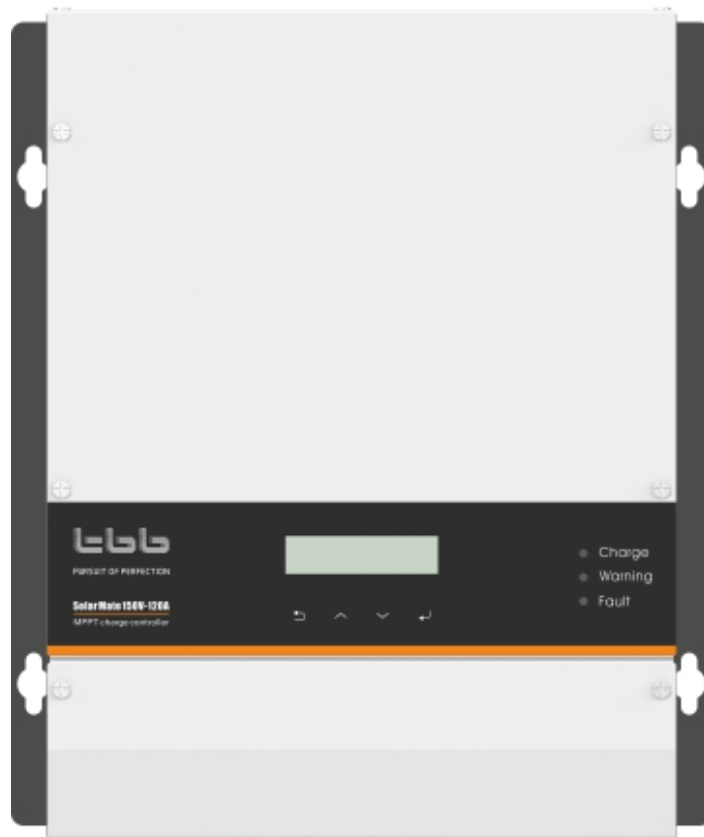 tbb
PURSUIT OF PERFECTION
SolarMate 150V-120A
MPPT charge controller
Charge
Warning
Fault